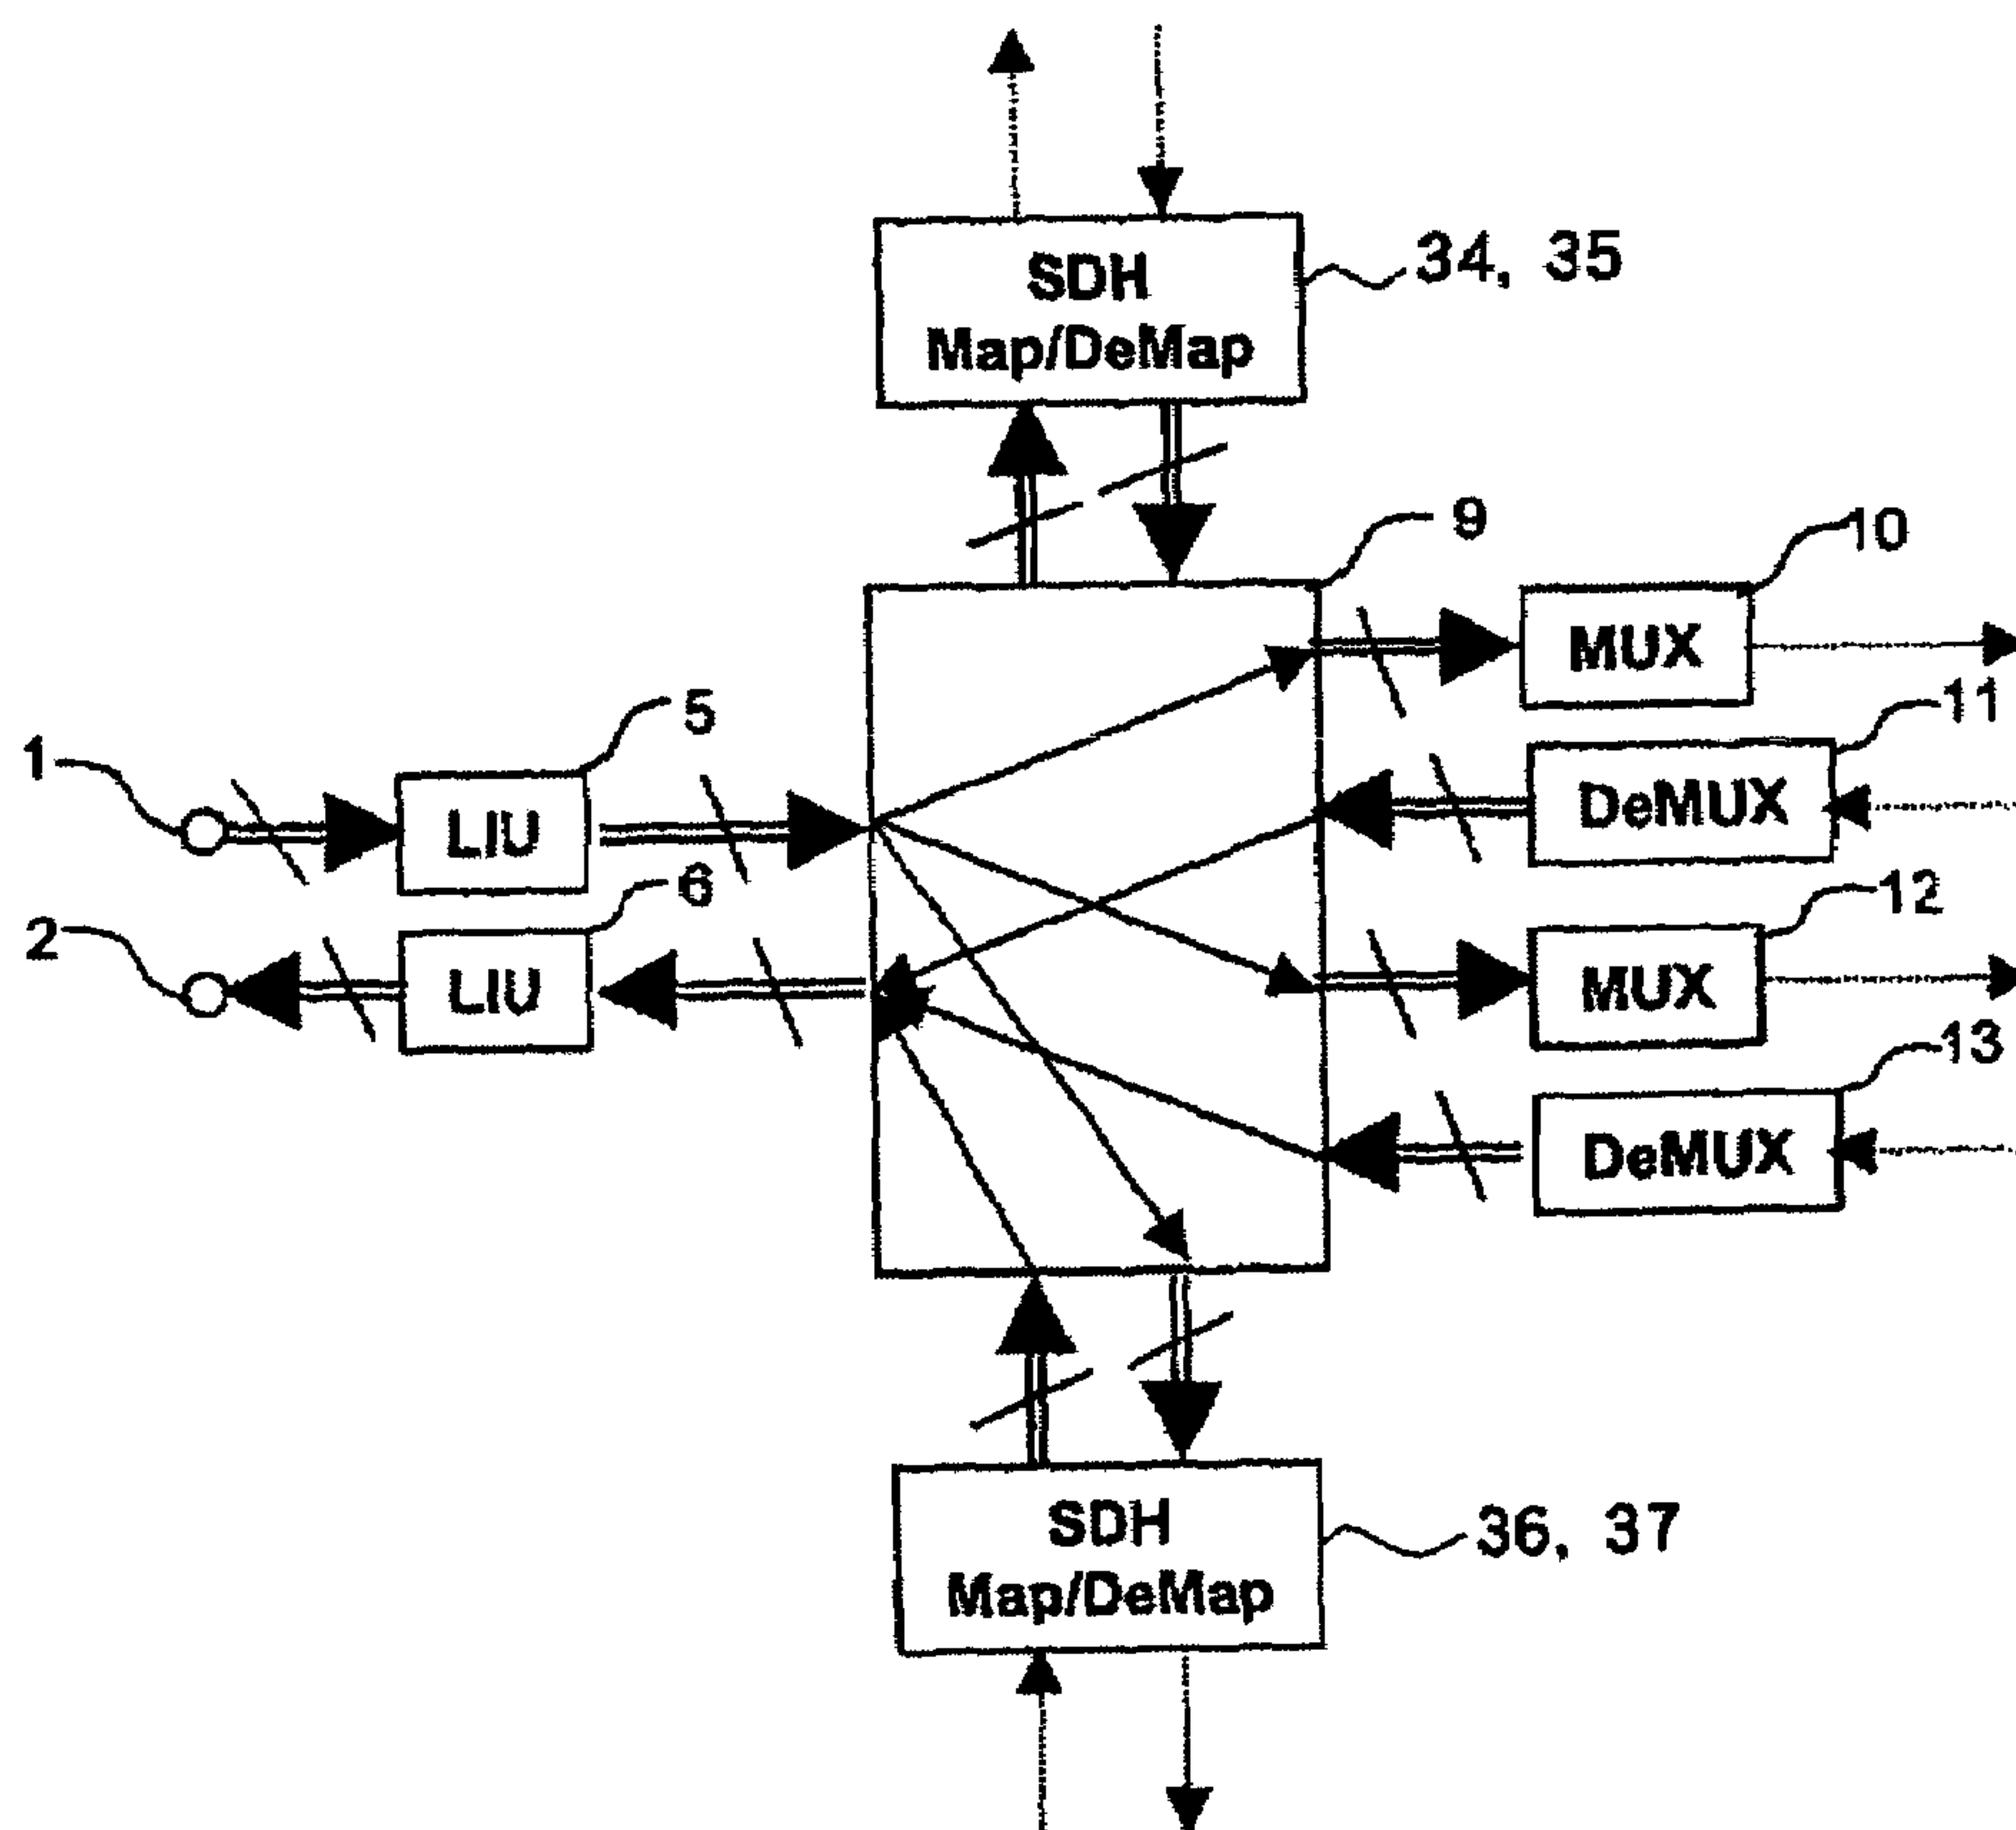 SDH
Map/DeMap
34, 35
9
10
MUX
11
DeMUX
5
1
LIU
6
2
LIU
12
MUX
13
DeMUX
SDH
Map/DeMap
36, 37